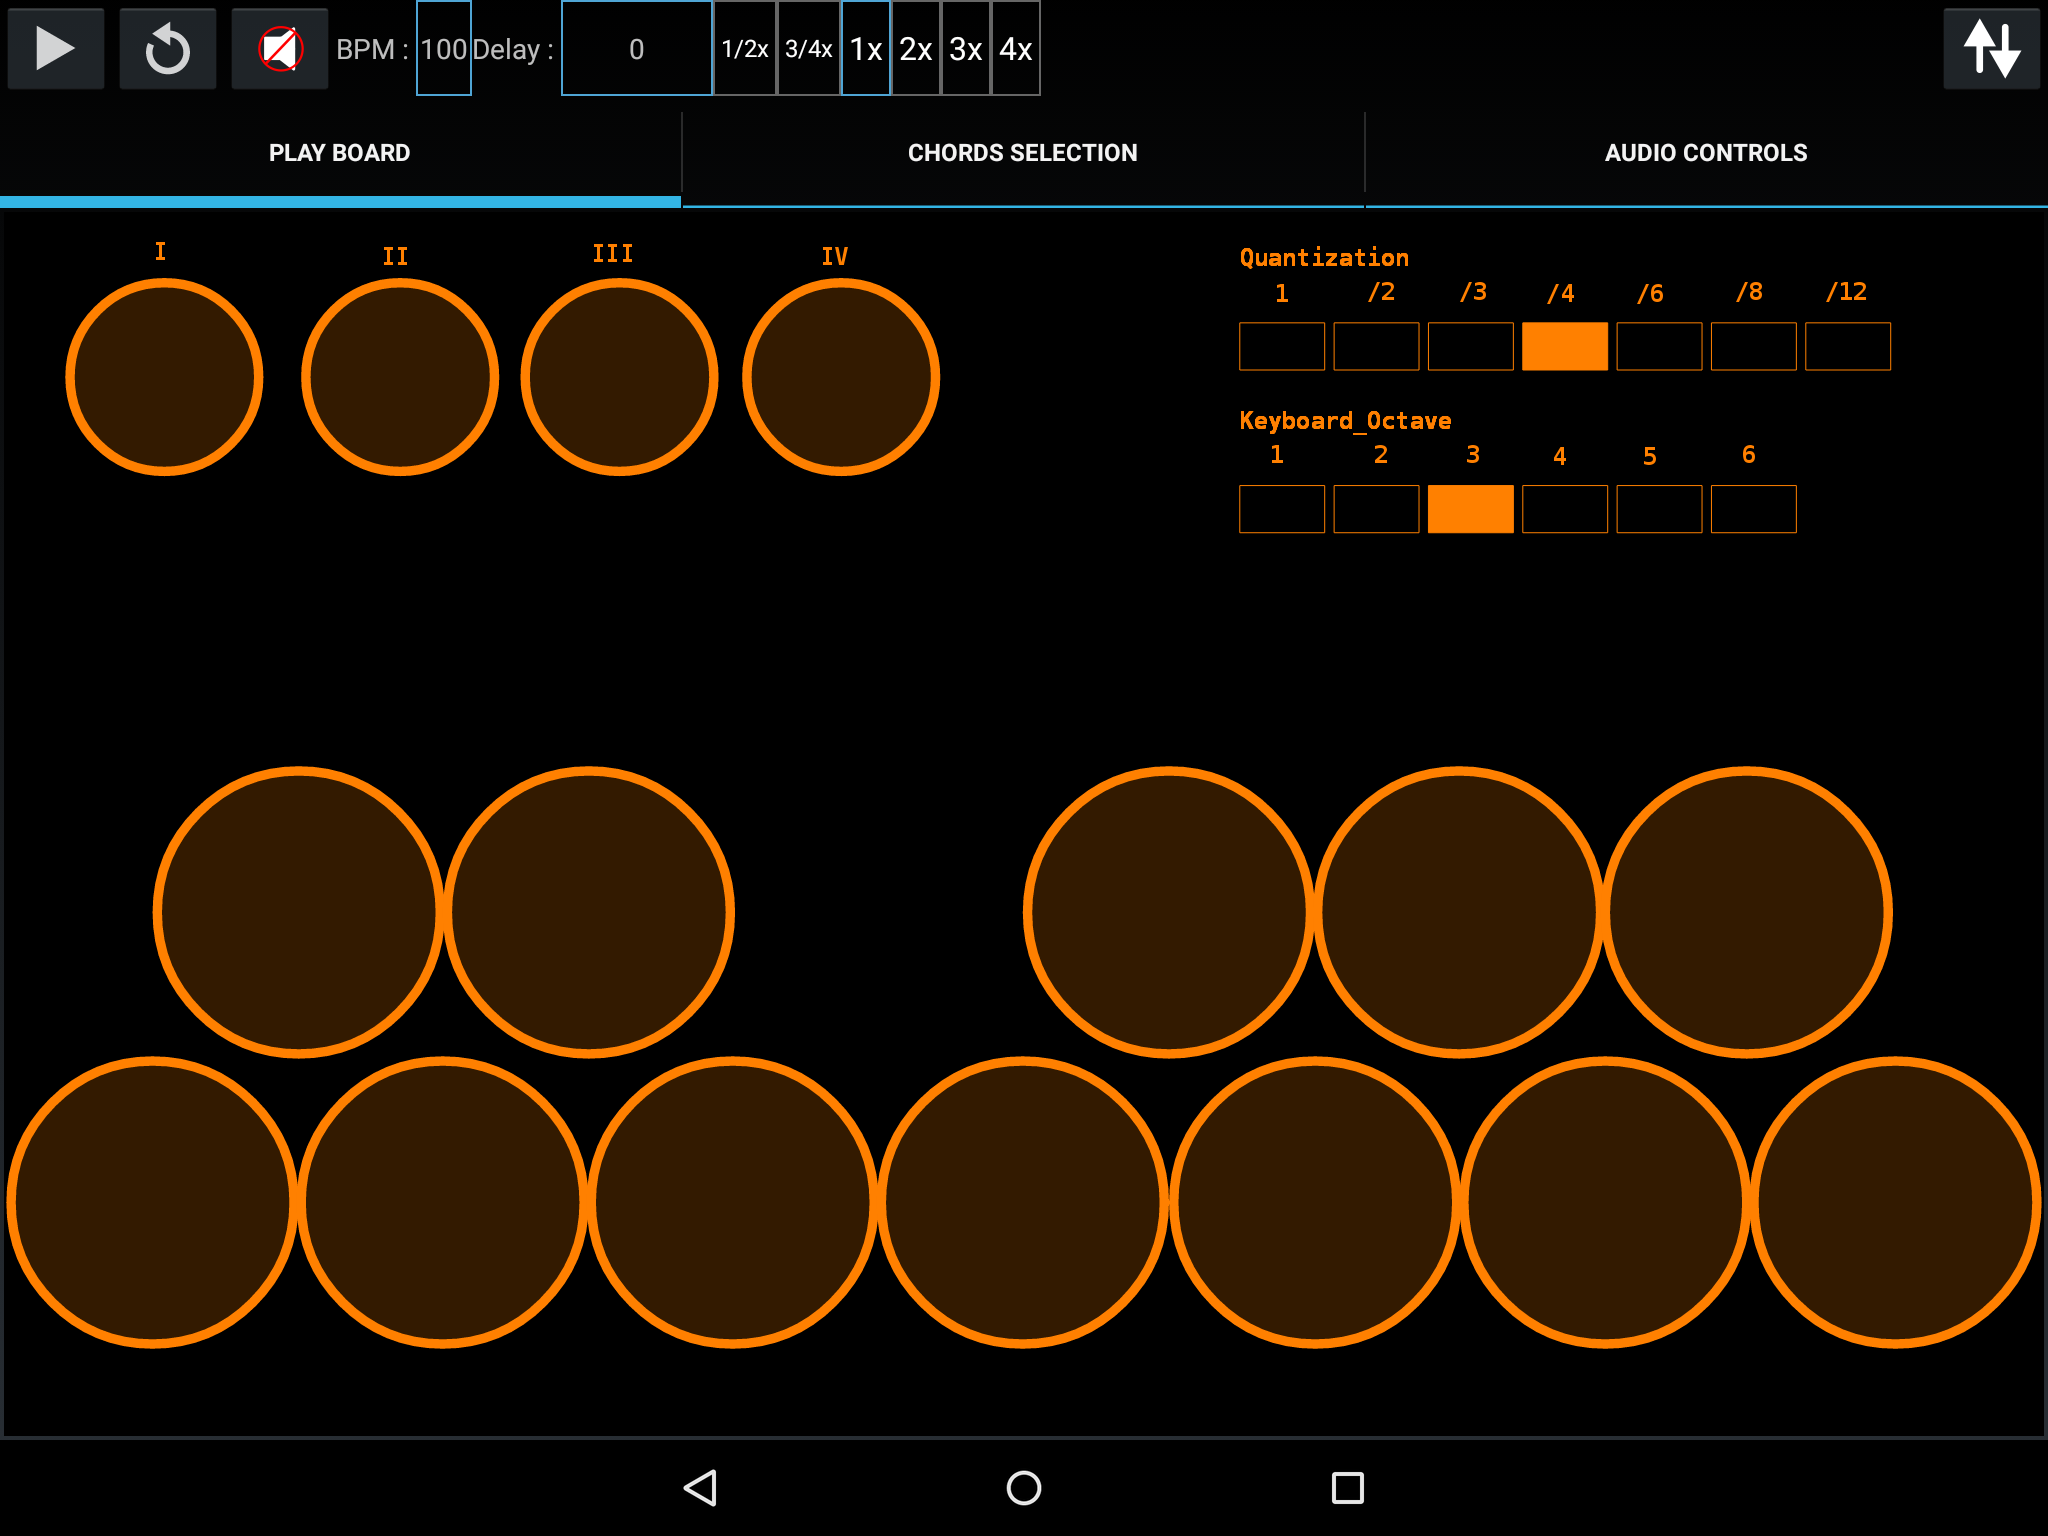 BPM : 100 Delay : 0 1/2x 3/4x 1x 2x 3x 4x
PLAY BOARD CHORDS SELECTION AUDIO CONTROLS
I II III IV
Quantization
1 /2 /3 /4 /6 /8 /12
Keyboard_Octave
1 2 3 4 5 6